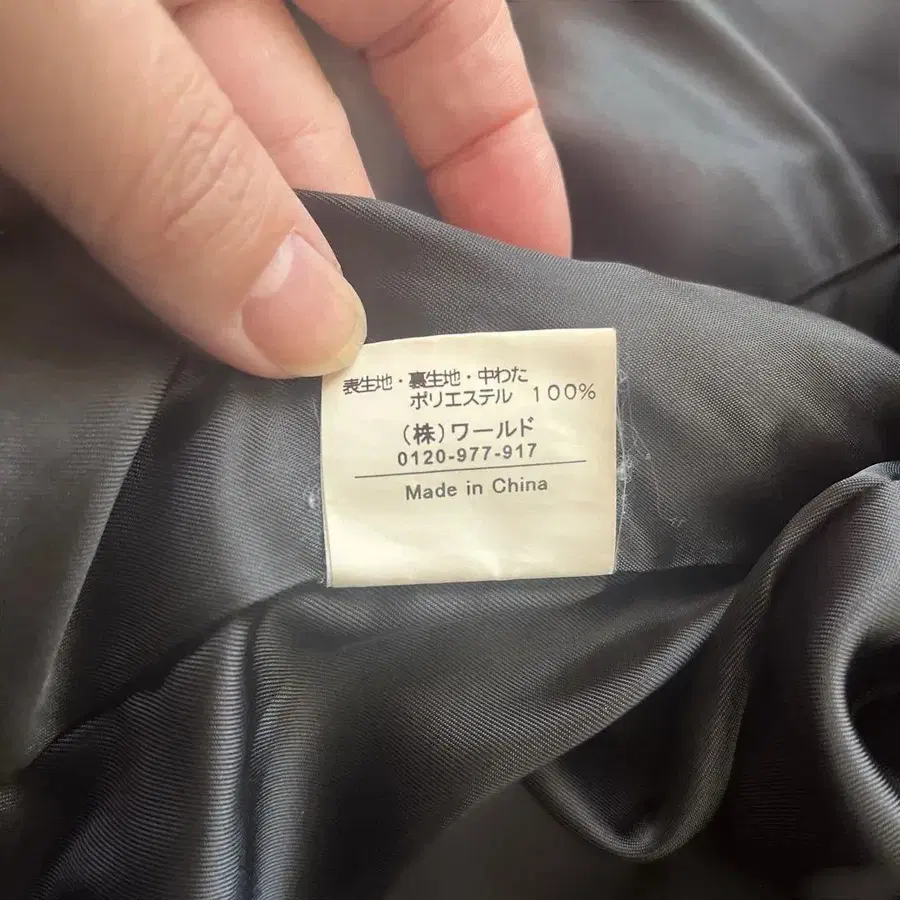 表生地・裏生地・中わた
ポリエステル 100%
(株)ワールド
0120-977-917
Made in China